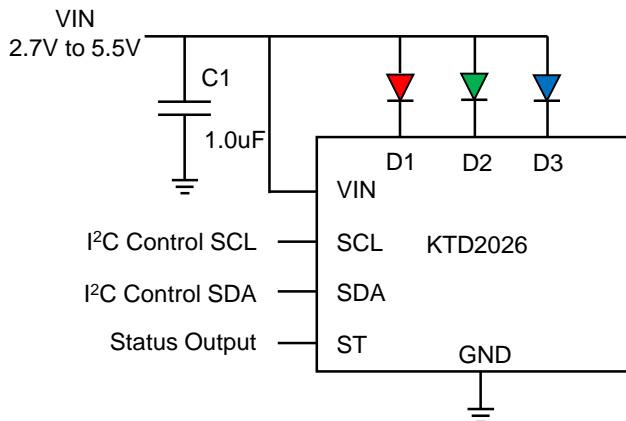 VIN
2.7V to 5.5V
C1
1.0uF
D1 D2 D3
VIN
I²C Control SCL SCL KTD2026
I²C Control SDA SDA
Status Output ST
GND